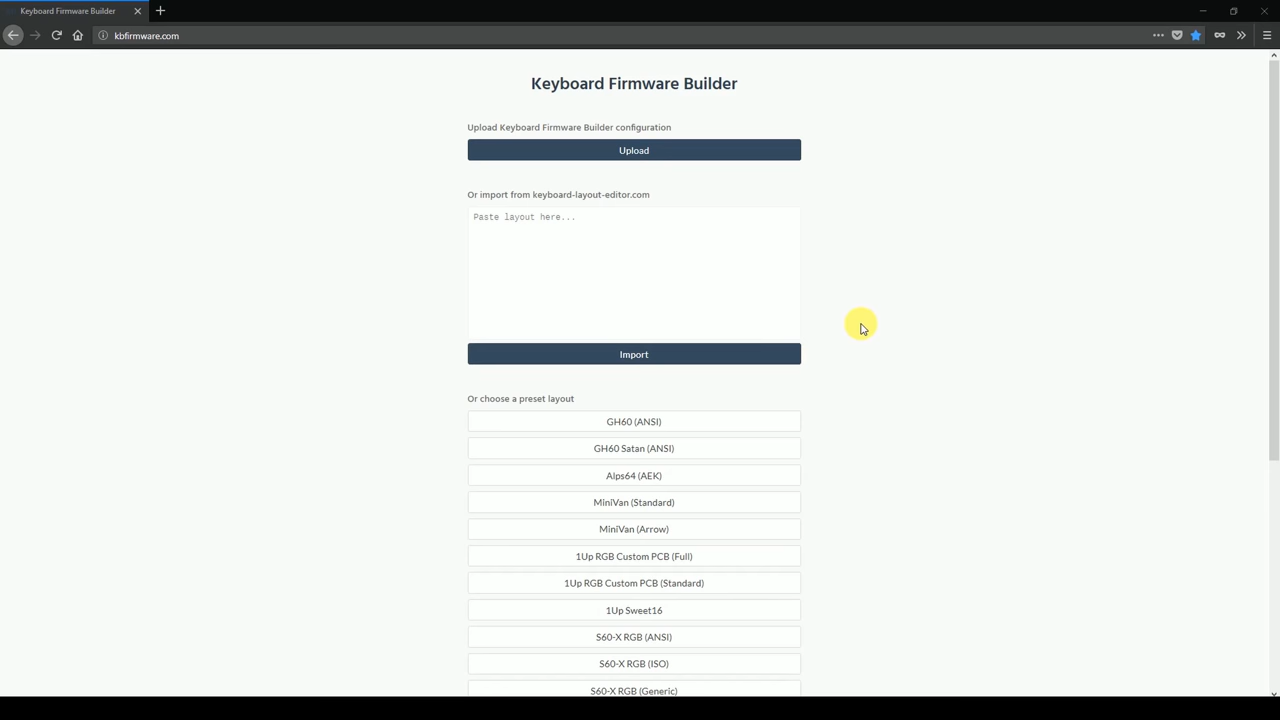 Keyboard Firmware Builder
kbfirmware.com
Keyboard Firmware Builder
Upload Keyboard Firmware Builder configuration
Upload
Or import from keyboard-layout-editor.com
Paste layout here...
Import
Or choose a preset layout
GH60 (ANSI)
GH60 Satan (ANSI)
Alps64 (AEK)
MiniVan (Standard)
MiniVan (Arrow)
1Up RGB Custom PCB (Full)
1Up RGB Custom PCB (Standard)
1Up Sweet16
S60-X RGB (ANSI)
S60-X RGB (ISO)
S60-X RGB (Generic)